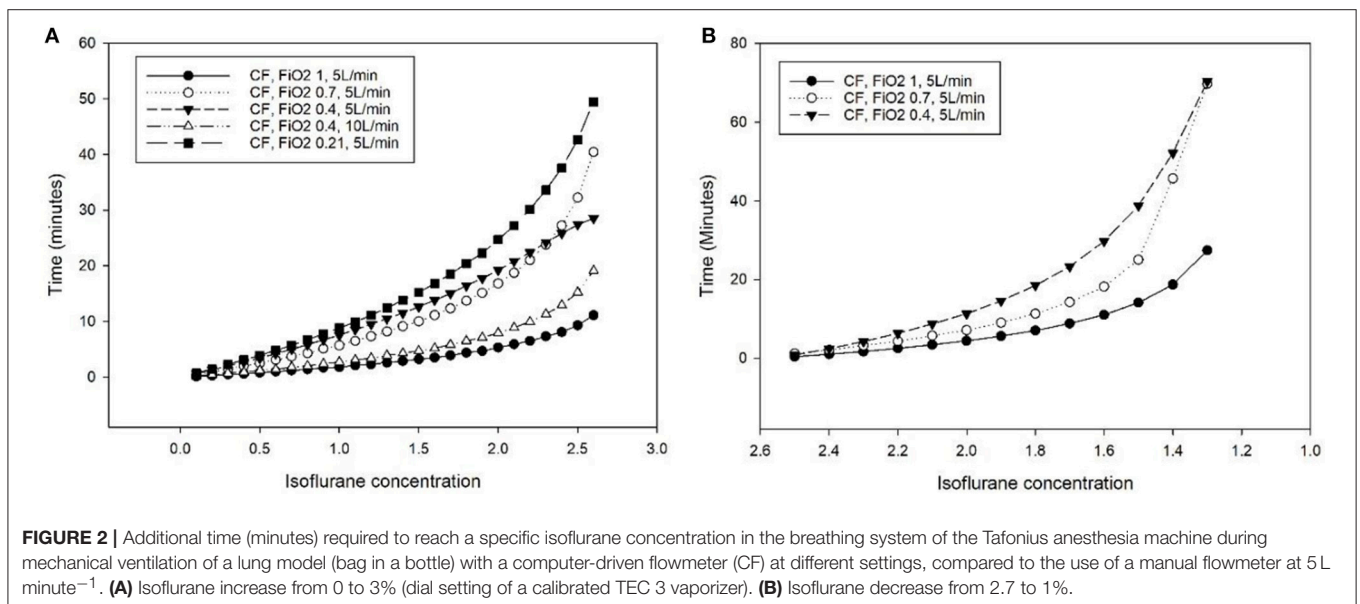 A
60
50
40
30
20
10
0
Time (minutes)
CF, FiO2 1, 5L/min
CF, FiO2 0.7, 5L/min
CF, FiO2 0.4, 5L/min
CF, FiO2 0.4, 10L/min
CF, FiO2 0.21, 5L/min
0.0 0.5 1.0 1.5 2.0 2.5 3.0
Isoflurane concentration
B
80
60
40
20
0
Time (Minutes)
CF, FiO2 1, 5L/min
CF, FiO2 0.7, 5L/min
CF, FiO2 0.4, 5L/min
2.6 2.4 2.2 2.0 1.8 1.6 1.4 1.2 1.0
Isoflurane concentration
FIGURE 2 | Additional time (minutes) required to reach a specific isoflurane concentration in the breathing system of the Tafonius anesthesia machine during
mechanical ventilation of a lung model (bag in a bottle) with a computer-driven flowmeter (CF) at different settings, compared to the use of a manual flowmeter at 5 L
minute−1. (A) Isoflurane increase from 0 to 3% (dial setting of a calibrated TEC 3 vaporizer). (B) Isoflurane decrease from 2.7 to 1%.